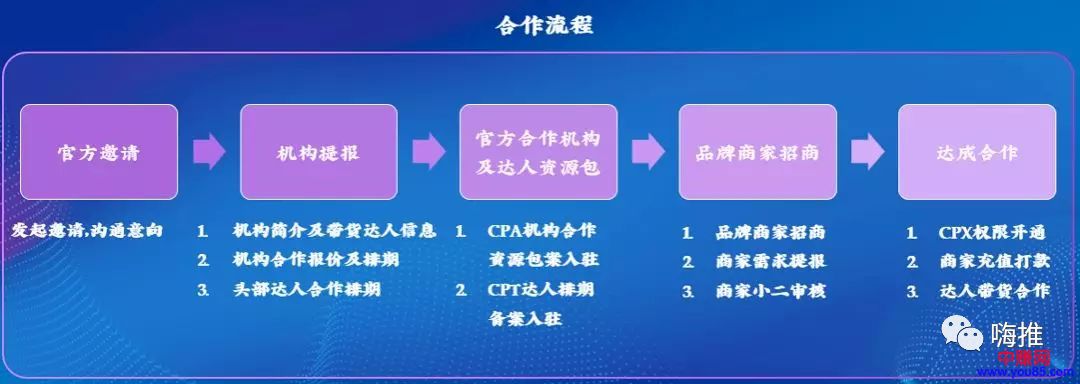 合作流程
官方邀请
机构提报
官方合作机构
及达人资源包
品牌商家招商
达成合作
发起邀请,沟通意向
1. 机构简介及带货达人信息
2. 机构合作报价及排期
3. 头部达人合作排期
1. CPA机构合作
资源包案入驻
2. CPT达人排期
备案入驻
1. 品牌商家招商
2. 商家需求提报
3. 商家小二审核
1. CPX权限开通
2. 商家充值打款
3. 达人带货合作
嗨推
中赚网
www.you85.com